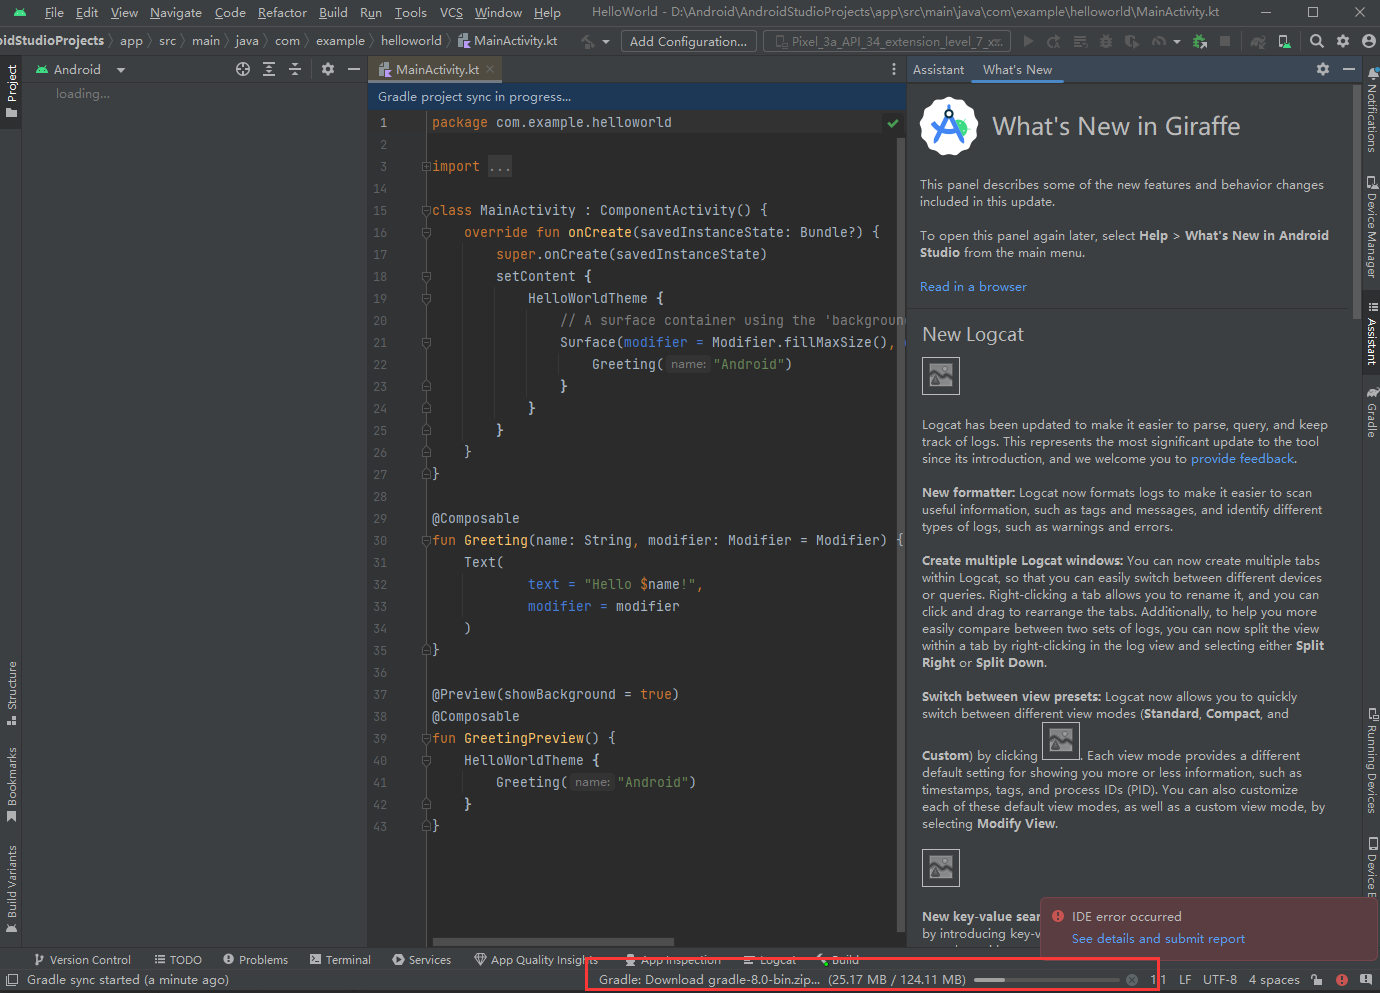 File Edit View Navigate Code Refactor Build Run Tools VCS Window Help HelloWorld - D:\Android\AndroidStudioProjects\app\src\main\java\com\example\helloworld\MainActivity.kt
idStudioProjects app src main java com example helloworld MainActivity.kt Add Configuration... Pixel_3a_API_34_extension_level_7_x...
Project
Android
loading...
Structure
Bookmarks
Build Variants
MainActivity.kt
Gradle project sync in progress...
1 package com.example.helloworld
2
3 import ...
14
15 class MainActivity : ComponentActivity() {
16 override fun onCreate(savedInstanceState: Bundle?) {
17 super.onCreate(savedInstanceState)
18 setContent {
19 HelloWorldTheme {
20 // A surface container using the 'background
21 Surface(modifier = Modifier.fillMaxSize(),
22 Greeting( name: "Android")
23 }
24 }
25 }
26 }
27 }
28
29 @Composable
30 fun Greeting(name: String, modifier: Modifier = Modifier) {
31 Text(
32 text = "Hello $name!",
33 modifier = modifier
34 )
35 }
36
37 @Preview(showBackground = true)
38 @Composable
39 fun GreetingPreview() {
40 HelloWorldTheme {
41 Greeting( name: "Android")
42 }
43 }
Assistant What's New
What's New in Giraffe
This panel describes some of the new features and behavior changes
included in this update.
To open this panel again later, select Help > What's New in Android
Studio from the main menu.
Read in a browser
New Logcat
Logcat has been updated to make it easier to parse, query, and keep
track of logs. This represents the most significant update to the tool
since its introduction, and we welcome you to provide feedback.
New formatter: Logcat now formats logs to make it easier to scan
useful information, such as tags and messages, and identify different
types of logs, such as warnings and errors.
Create multiple Logcat windows: You can now create multiple tabs
within Logcat, so that you can easily switch between different devices
or queries. Right-clicking a tab allows you to rename it, and you can
click and drag to rearrange the tabs. Additionally, to help you more
easily compare between two sets of logs, you can now split the view
within a tab by right-clicking in the log view and selecting either Split
Right or Split Down.
Switch between view presets: Logcat now allows you to quickly
switch between different view modes (Standard, Compact, and
Custom) by clicking . Each view mode provides a different
default setting for showing you more or less information, such as
timestamps, tags, and process IDs (PID). You can also customize
each of these default view modes, as well as a custom view mode, by
selecting Modify View.
New key-value sear
by introducing key-v
IDE error occurred
See details and submit report
Notifications
Device Manager
Assistant
Gradle
Running Devices
Device E
Version Control TODO Problems Terminal Services App Quality Insights App Inspection Logcat Build
Gradle sync started (a minute ago) Gradle: Download gradle-8.0-bin.zip... (25.17 MB / 124.11 MB) 1:1 LF UTF-8 4 spaces